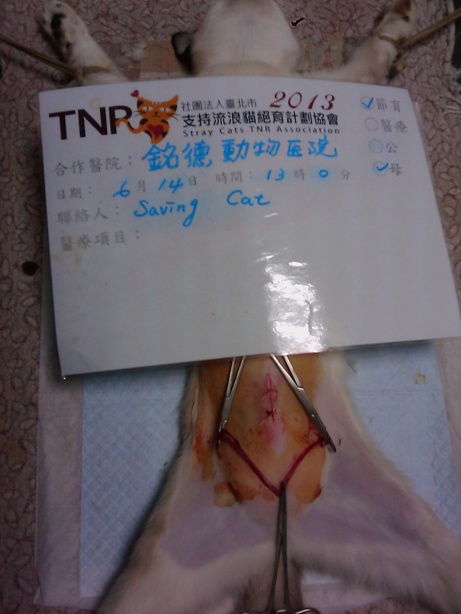 TNR 社團法人臺北市 2013
支持流浪貓絕育計劃協會
Stray Cats TNR Association
節育
醫療
公
母
合作醫院：銘德動物医院
日期：6月14日 時間：13時0分
聯絡人：Saving Cat
醫療項目：